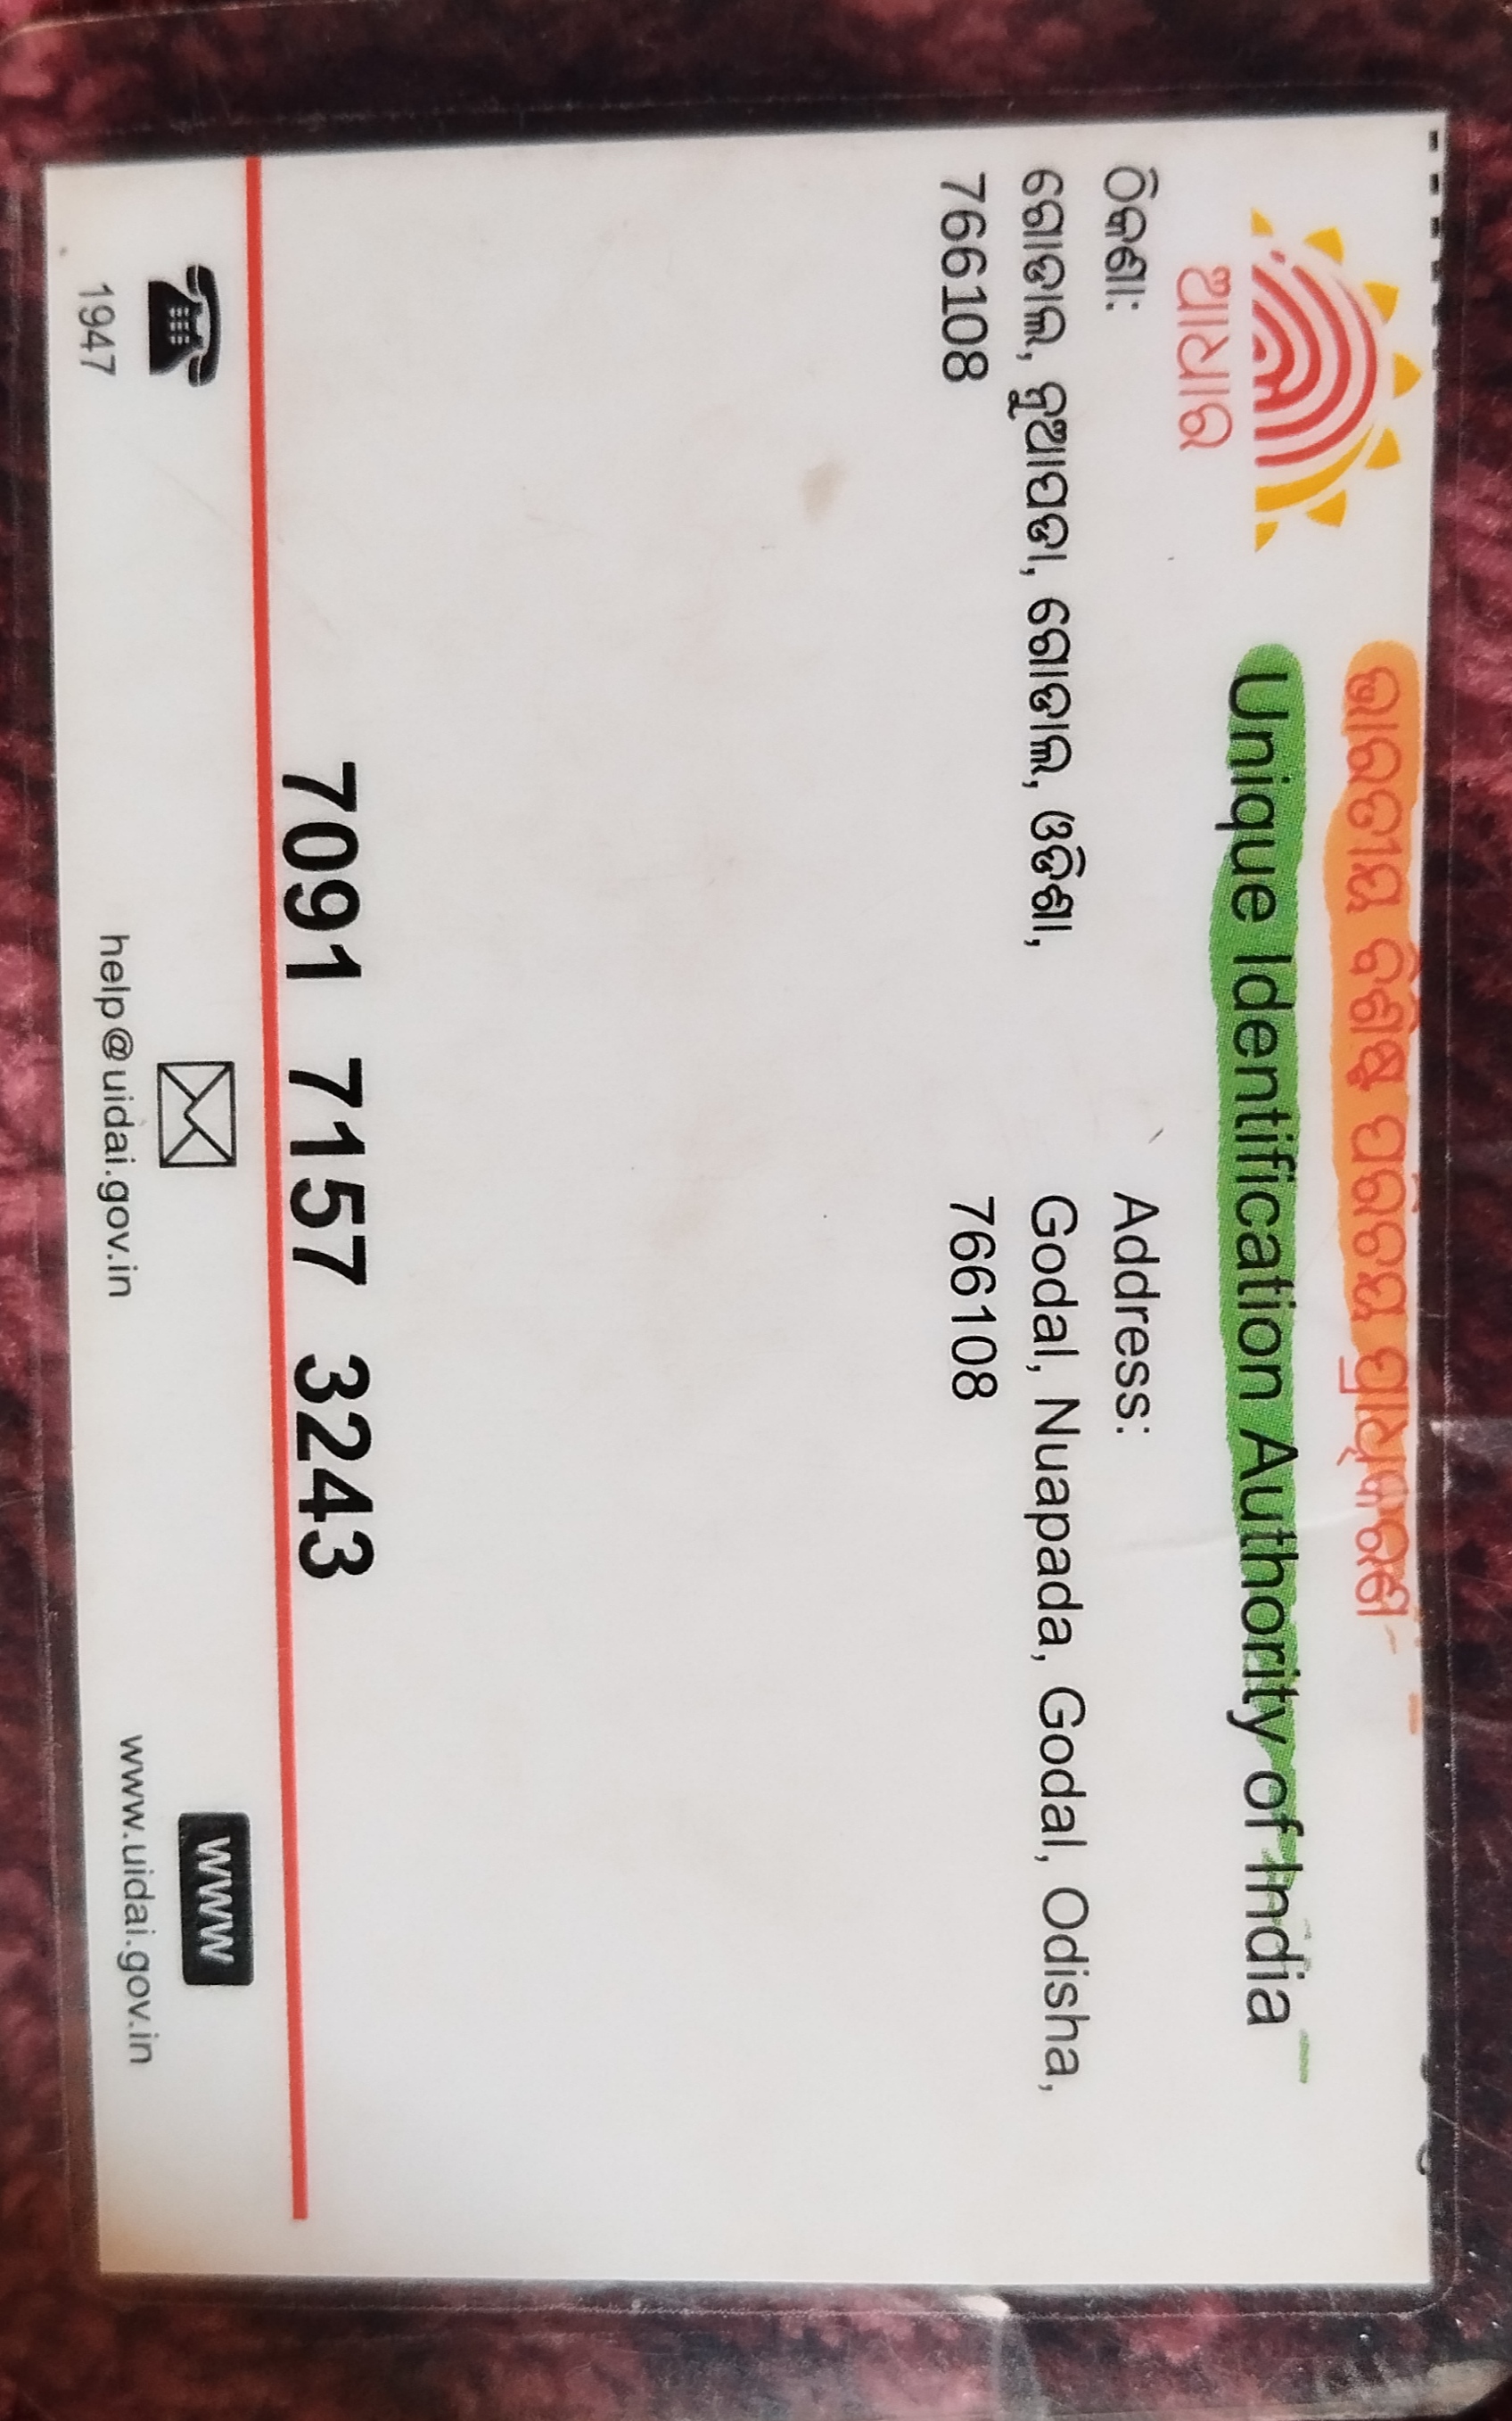 ଭାରତୀୟ ବିଶିଷ୍ଟ ପରିଚୟ ପ୍ରାଧିକରଣ
Unique Identification Authority of India
ଆଧାର
ଠିକଣା:
ଗୋଡାଲ, ନୁଆପଡା, ଗୋଡାଲ, ଓଡିଶା,
766108
Address:
Godal, Nuapada, Godal, Odisha,
766108
7091 7157 3243
1947
help@uidai.gov.in
www
www.uidai.gov.in